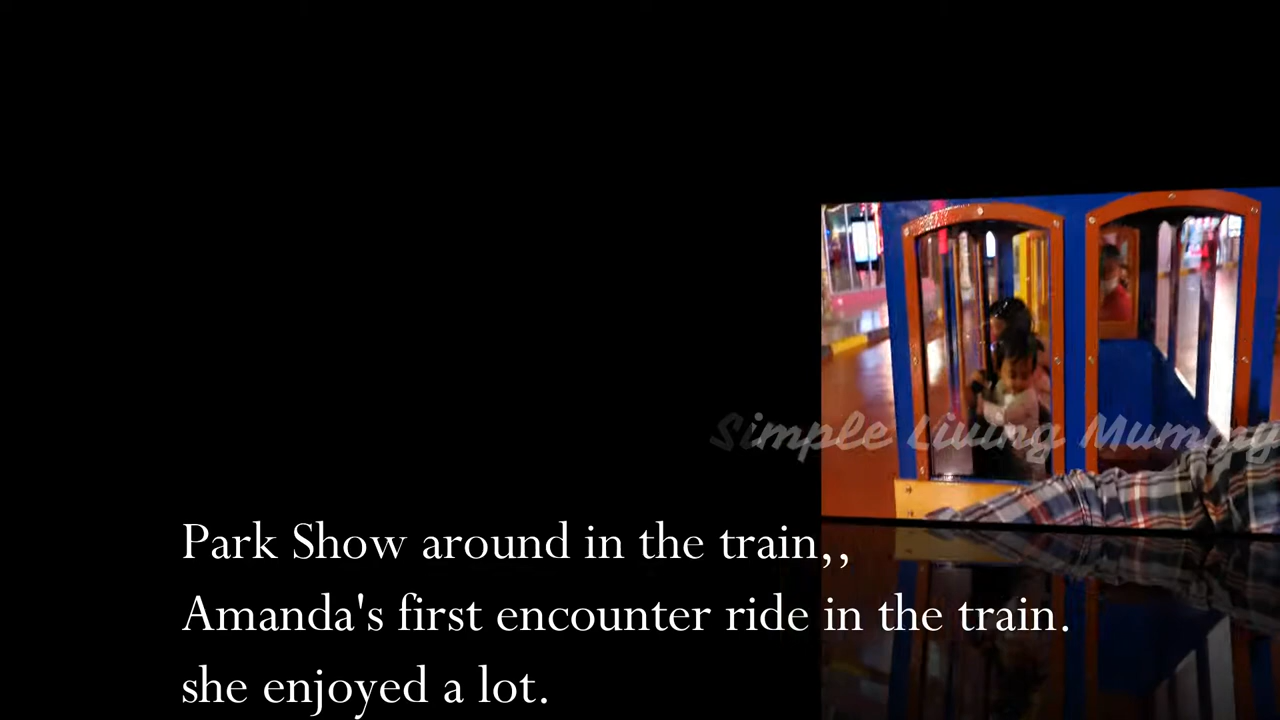 Simple Living Mummy
Park Show around in the train,,
Amanda's first encounter ride in the train.
she enjoyed a lot.